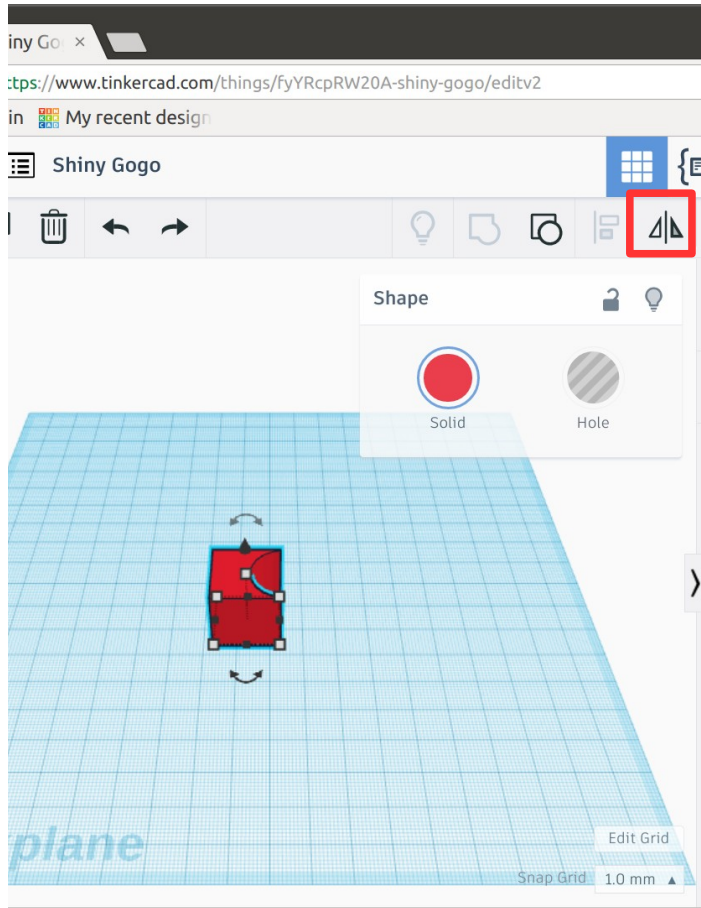 iny Go
https://www.tinkercad.com/things/fyYRcpRW20A-shiny-gogo/editv2
in My recent design
Shiny Gogo
Shape
Solid Hole
plane
Edit Grid
Snap Grid 1.0 mm